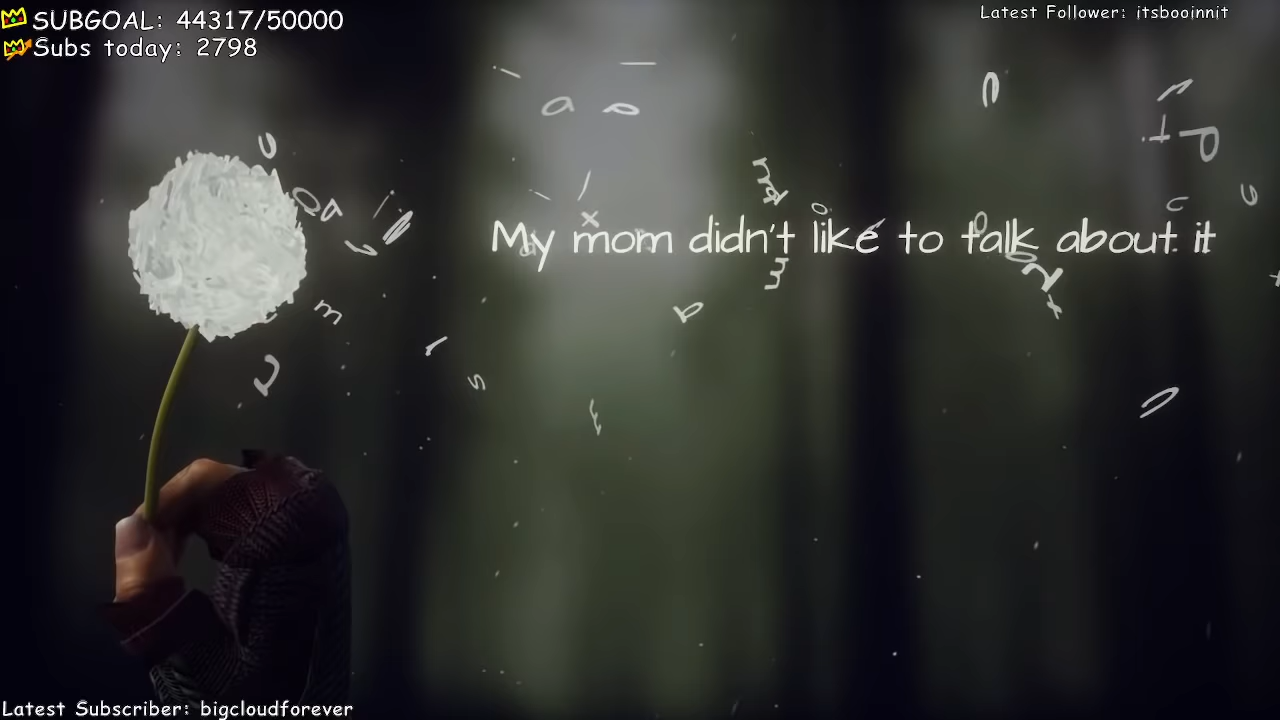 SUBGOAL: 44317/50000
Subs today: 2798
Latest Follower: itsbooinnit
My mom didn't like to talk about it
Latest Subscriber: bigcloudforever